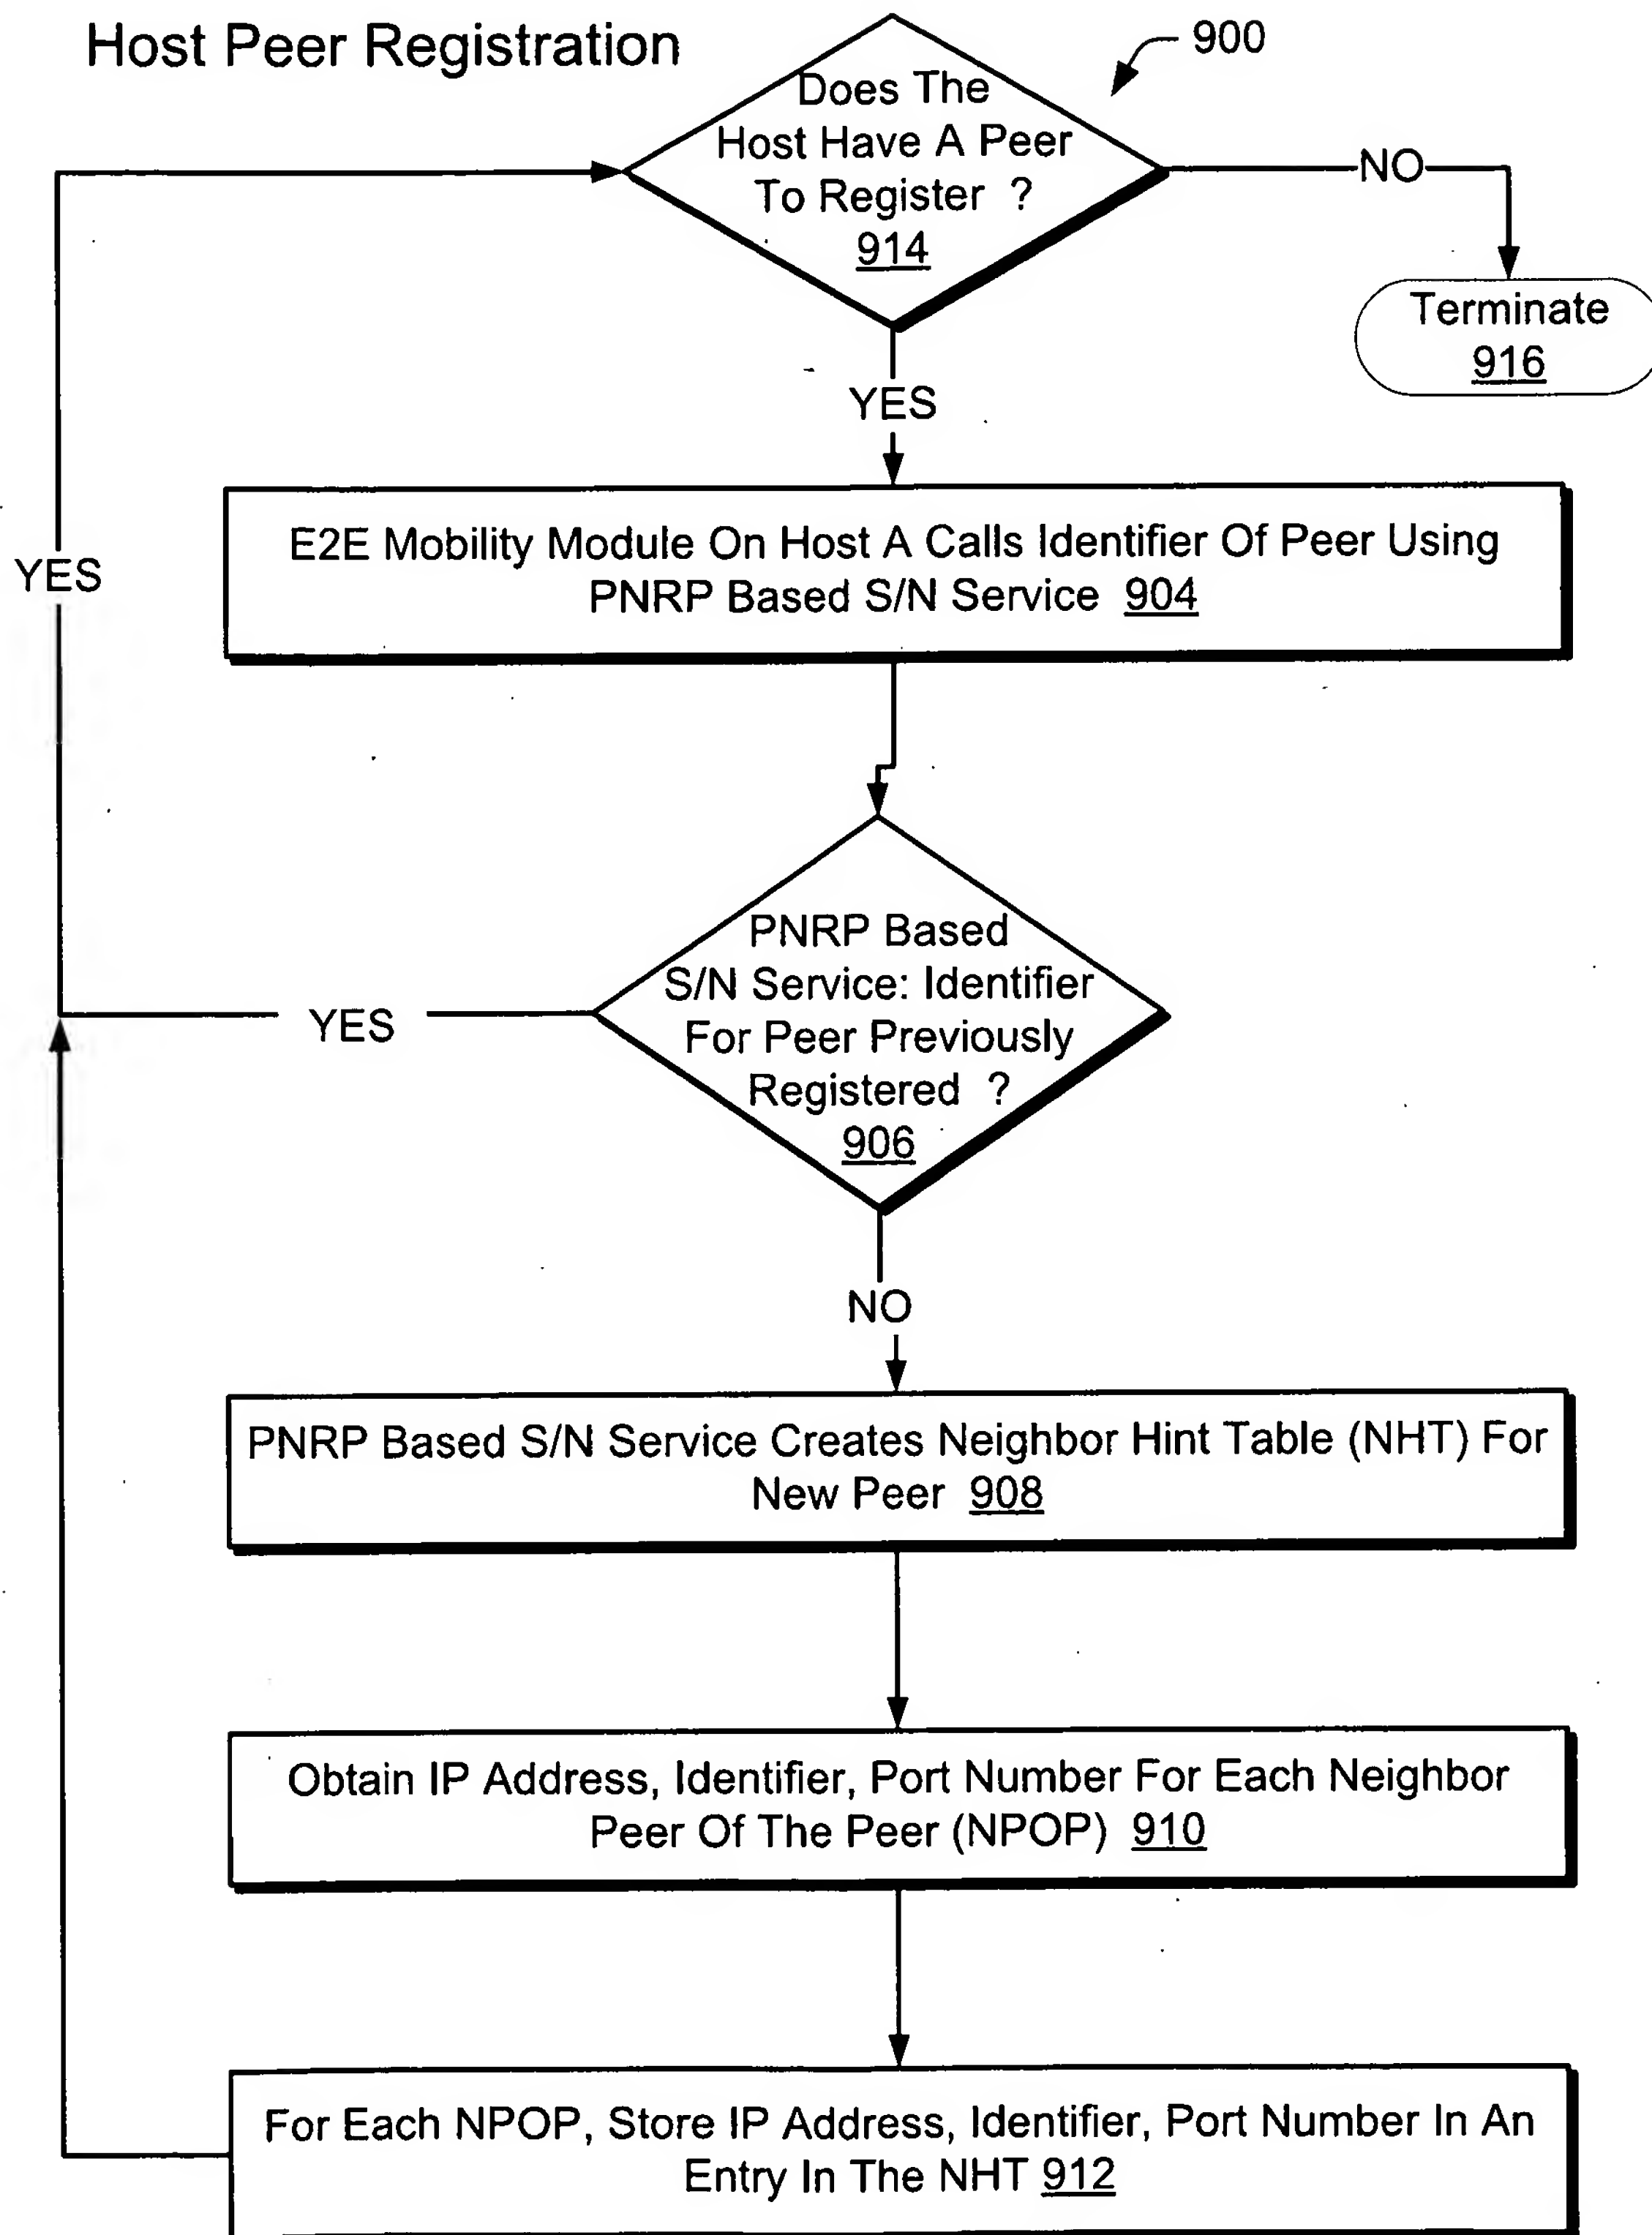 Host Peer Registration
900
Does The
Host Have A Peer
To Register ?
914
NO
Terminate
916
YES
E2E Mobility Module On Host A Calls Identifier Of Peer Using
PNRP Based S/N Service 904
YES
PNRP Based
S/N Service: Identifier
For Peer Previously
Registered ?
906
YES
NO
PNRP Based S/N Service Creates Neighbor Hint Table (NHT) For
New Peer 908
Obtain IP Address, Identifier, Port Number For Each Neighbor
Peer Of The Peer (NPOP) 910
For Each NPOP, Store IP Address, Identifier, Port Number In An
Entry In The NHT 912